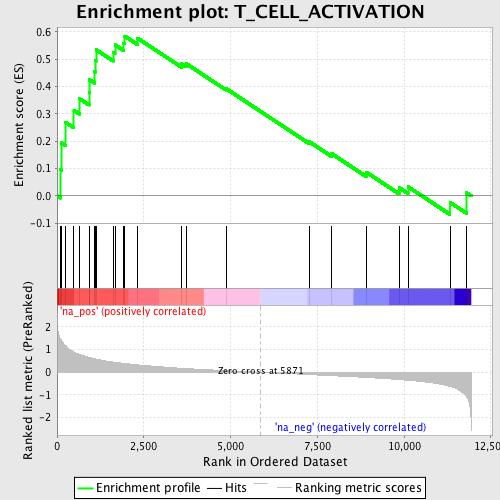 Enrichment plot: T_CELL_ACTIVATION
Enrichment score (ES)
0.6
0.5
0.4
0.3
0.2
0.1
0.0
-0.1
'na_pos' (positively correlated)
Ranked list metric (PreRanked)
2
1
0
-1
-2
Zero cross at 5871
'na_neg' (negatively correlated)
0 2,500 5,000 7,500 10,000 12,500
Rank in Ordered Dataset
Enrichment profile Hits Ranking metric scores